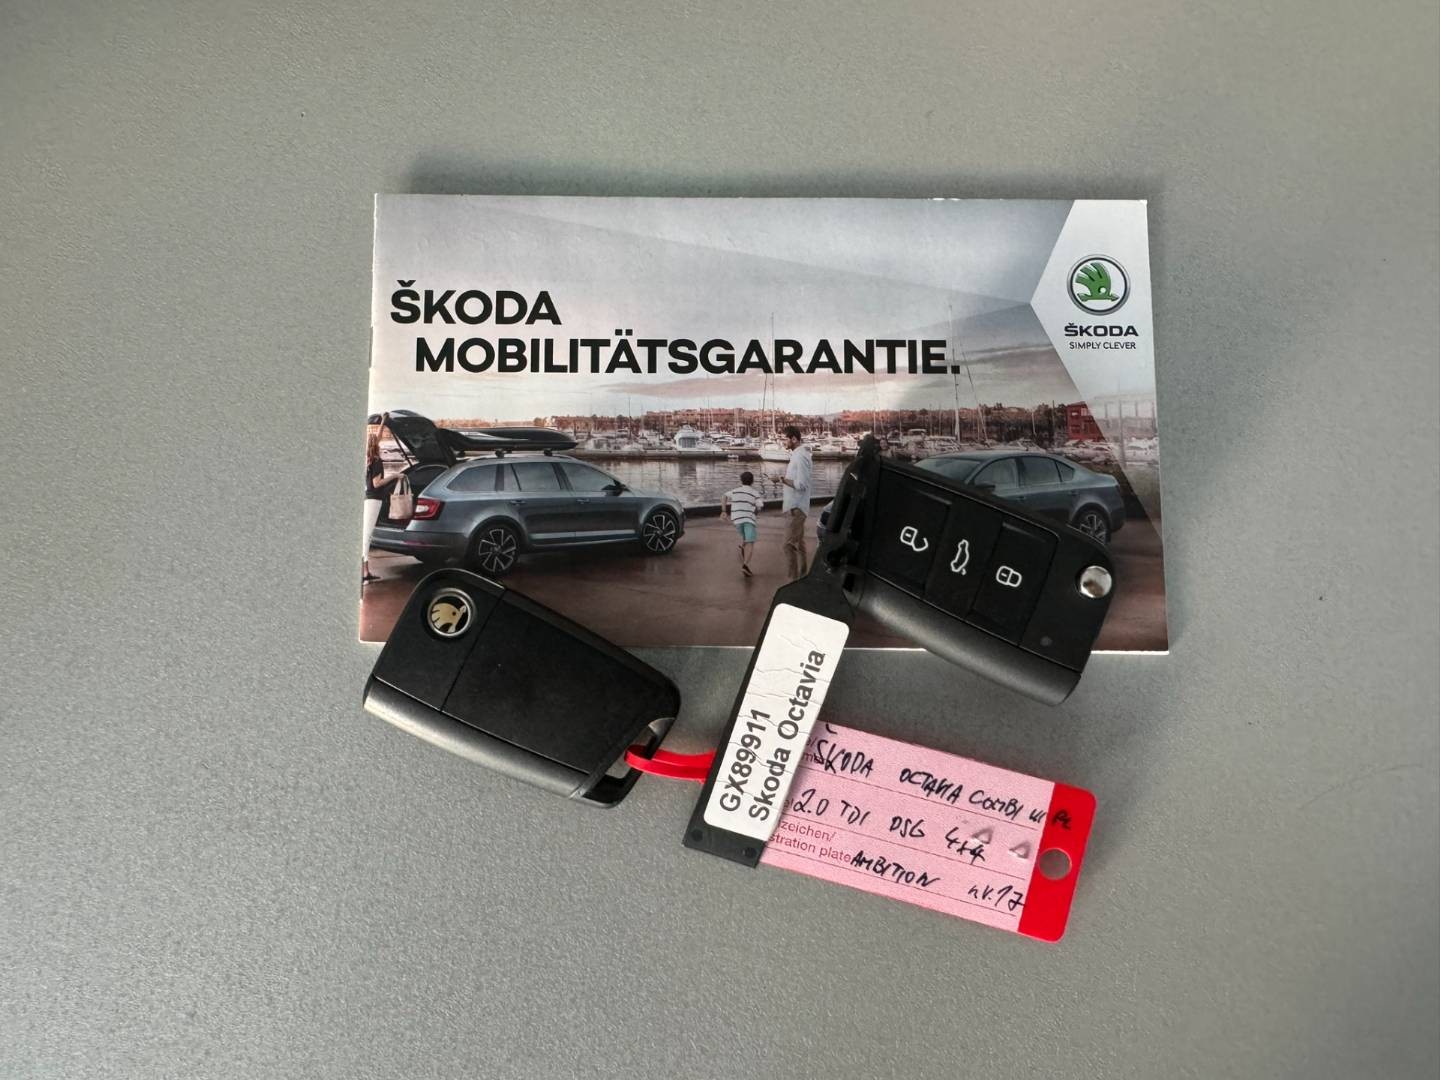 ŠKODA
MOBILITÄTSGARANTIE.
ŠKODA
SIMPLY CLEVER
GX89911
Skoda Octavia
ŠKODA OCTAVIA COMBI
2.0 TDI DSG 4x4
zeichen/
stration plate AMBITION